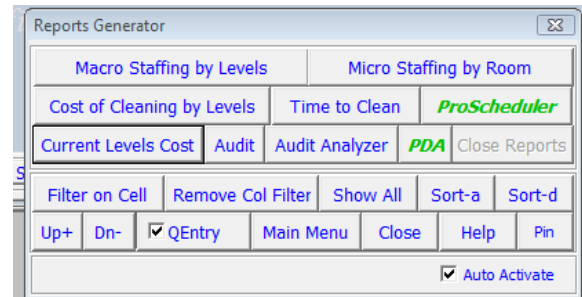 Reports Generator
Macro Staffing by Levels Micro Staffing by Room
Cost of Cleaning by Levels Time to Clean ProScheduler
Current Levels Cost Audit Audit Analyzer PDA Close Reports
S
Filter on Cell Remove Col Filter Show All Sort-a Sort-d
Up+ Dn- QEntry Main Menu Close Help Pin
Auto Activate